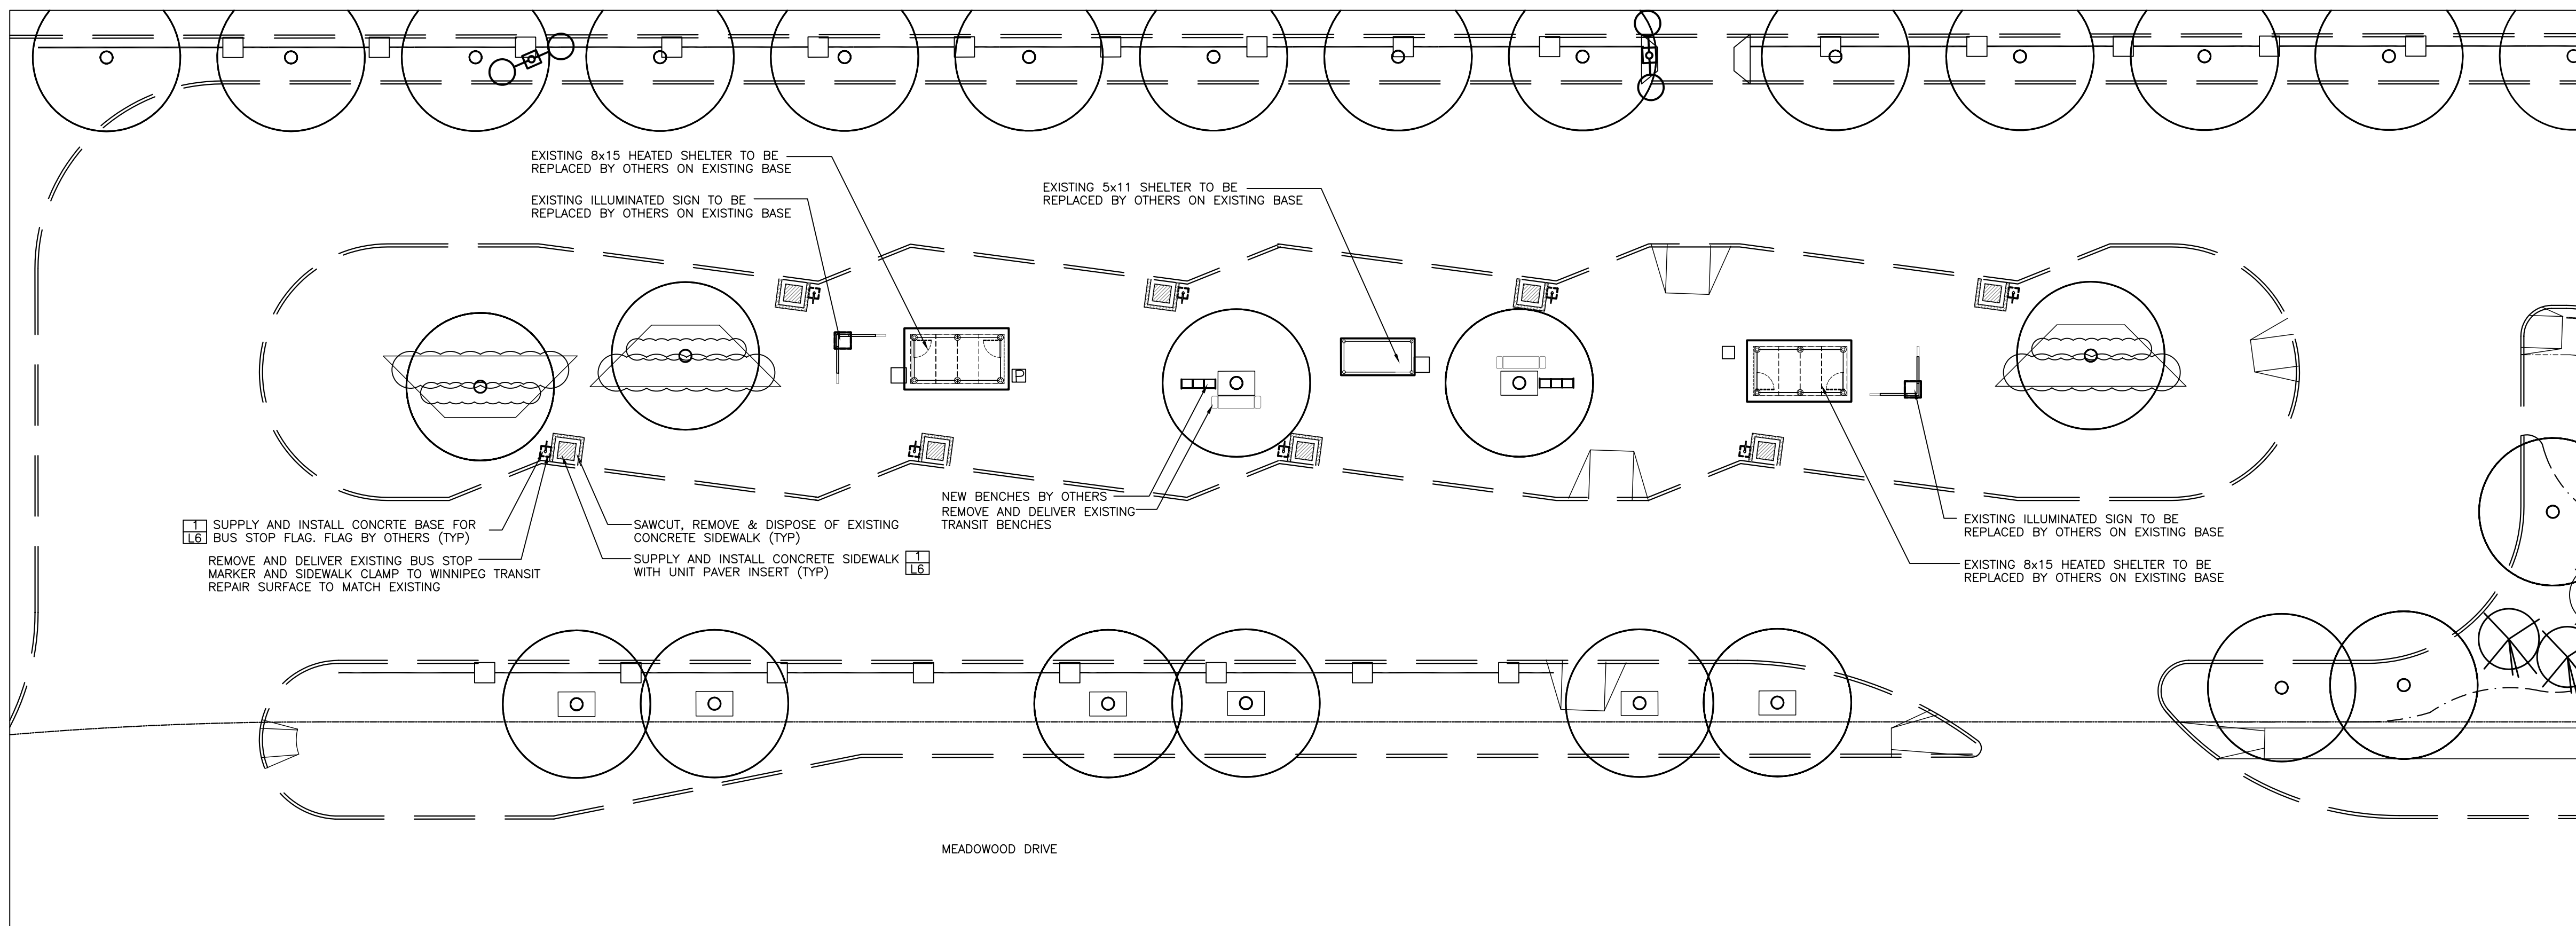 EXISTING 8x15 HEATED SHELTER TO BE
REPLACED BY OTHERS ON EXISTING BASE
EXISTING ILLUMINATED SIGN TO BE
REPLACED BY OTHERS ON EXISTING BASE
EXISTING 5x11 SHELTER TO BE
REPLACED BY OTHERS ON EXISTING BASE
P
NEW BENCHES BY OTHERS
REMOVE AND DELIVER EXISTING
TRANSIT BENCHES
1
L6
SUPPLY AND INSTALL CONCRTE BASE FOR
BUS STOP FLAG. FLAG BY OTHERS (TYP)
REMOVE AND DELIVER EXISTING BUS STOP
MARKER AND SIDEWALK CLAMP TO WINNIPEG TRANSIT
REPAIR SURFACE TO MATCH EXISTING
SAWCUT, REMOVE & DISPOSE OF EXISTING
CONCRETE SIDEWALK (TYP)
SUPPLY AND INSTALL CONCRETE SIDEWALK
WITH UNIT PAVER INSERT (TYP)
1
L6
EXISTING ILLUMINATED SIGN TO BE
REPLACED BY OTHERS ON EXISTING BASE
EXISTING 8x15 HEATED SHELTER TO BE
REPLACED BY OTHERS ON EXISTING BASE
MEADOWOOD DRIVE